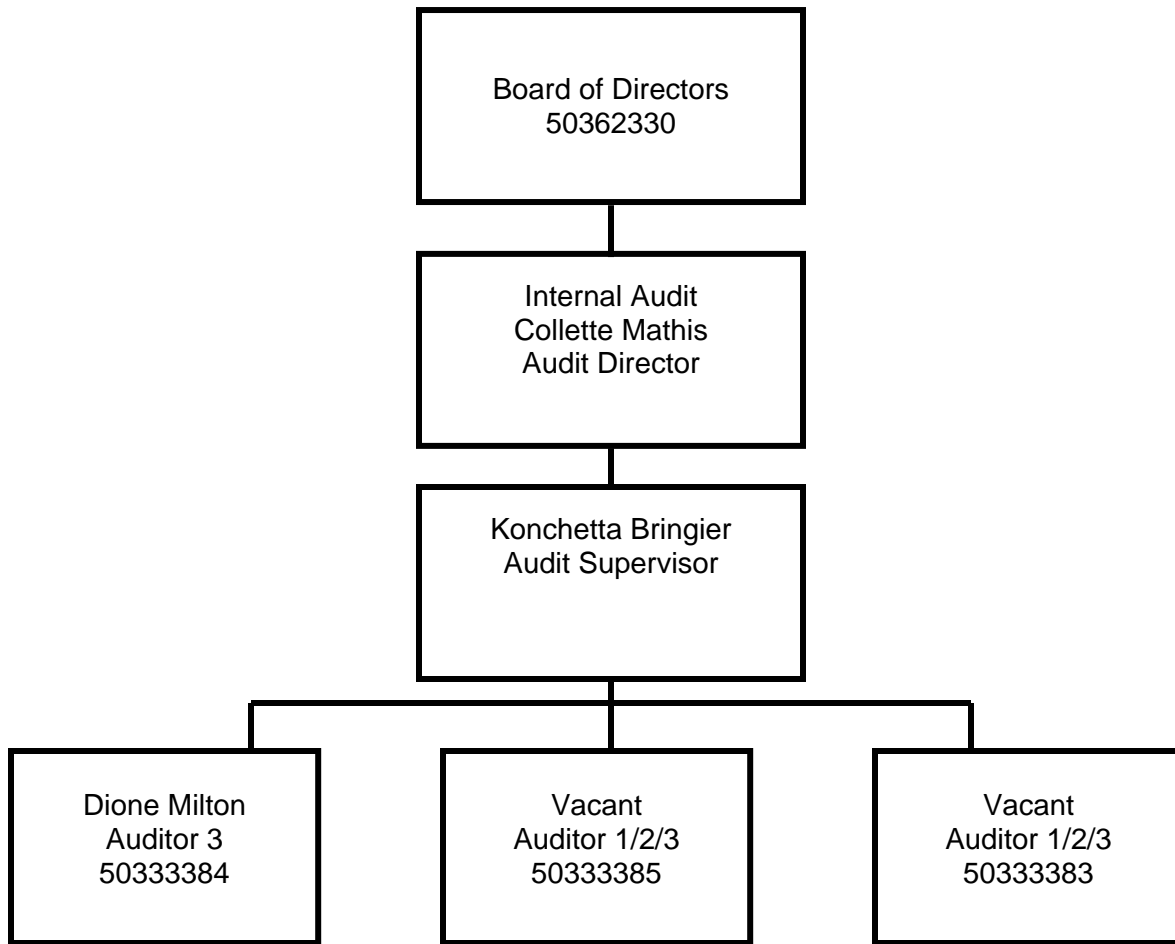 Board of Directors
50362330
Internal Audit
Collette Mathis
Audit Director
Konchetta Bringier
Audit Supervisor
Dione Milton
Auditor 3
50333384
Vacant
Auditor 1/2/3
50333385
Vacant
Auditor 1/2/3
50333383